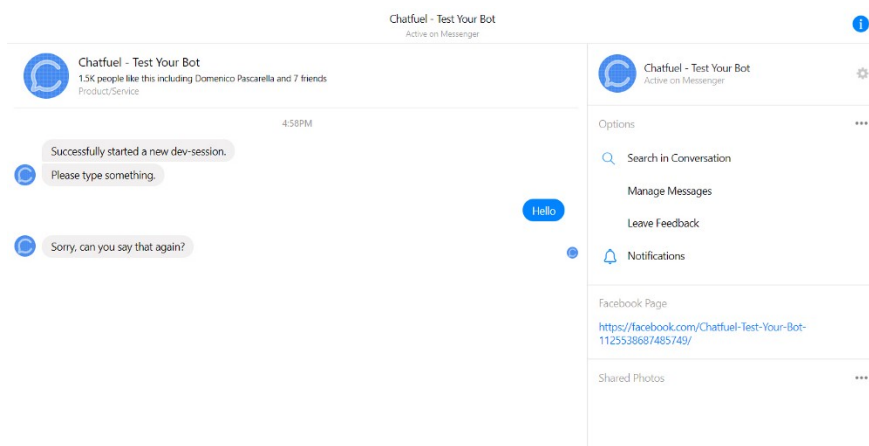 Chatfuel - Test Your Bot
Active on Messenger
Chatfuel - Test Your Bot
1.5K people like this including Domenico Pascarella and 7 friends
Product/Service
4:58PM
Successfully started a new dev-session.
Please type something.
Hello
Sorry, can you say that again?
Chatfuel - Test Your Bot
Active on Messenger
Options
Search in Conversation
Manage Messages
Leave Feedback
Notifications
Facebook Page
https://facebook.com/Chatfuel-Test-Your-Bot-
1125538687485749/
Shared Photos